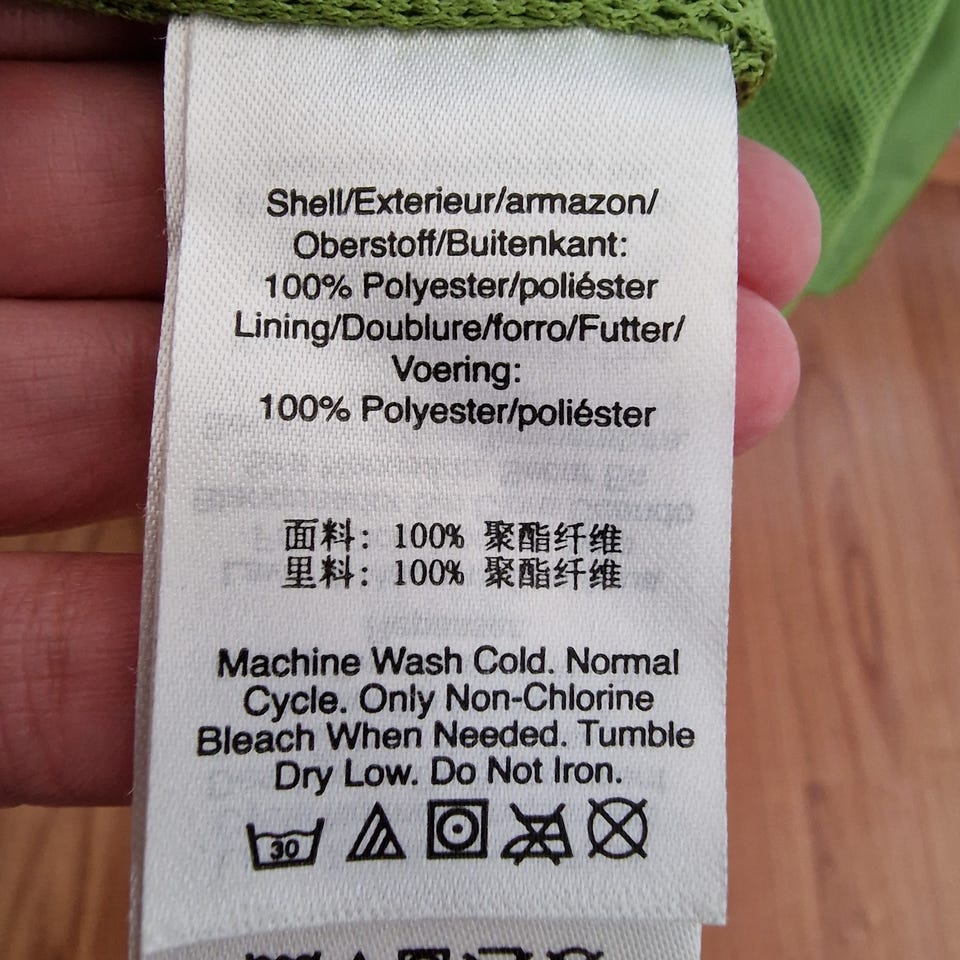 Shell/Exterieur/armazon/
Oberstoff/Buitenkant:
100% Polyester/poliéster
Lining/Doublure/forro/Futter/
Voering:
100% Polyester/poliéster
面料: 100% 聚酯纤维
里料: 100% 聚酯纤维
Machine Wash Cold. Normal
Cycle. Only Non-Chlorine
Bleach When Needed. Tumble
Dry Low. Do Not Iron.
30